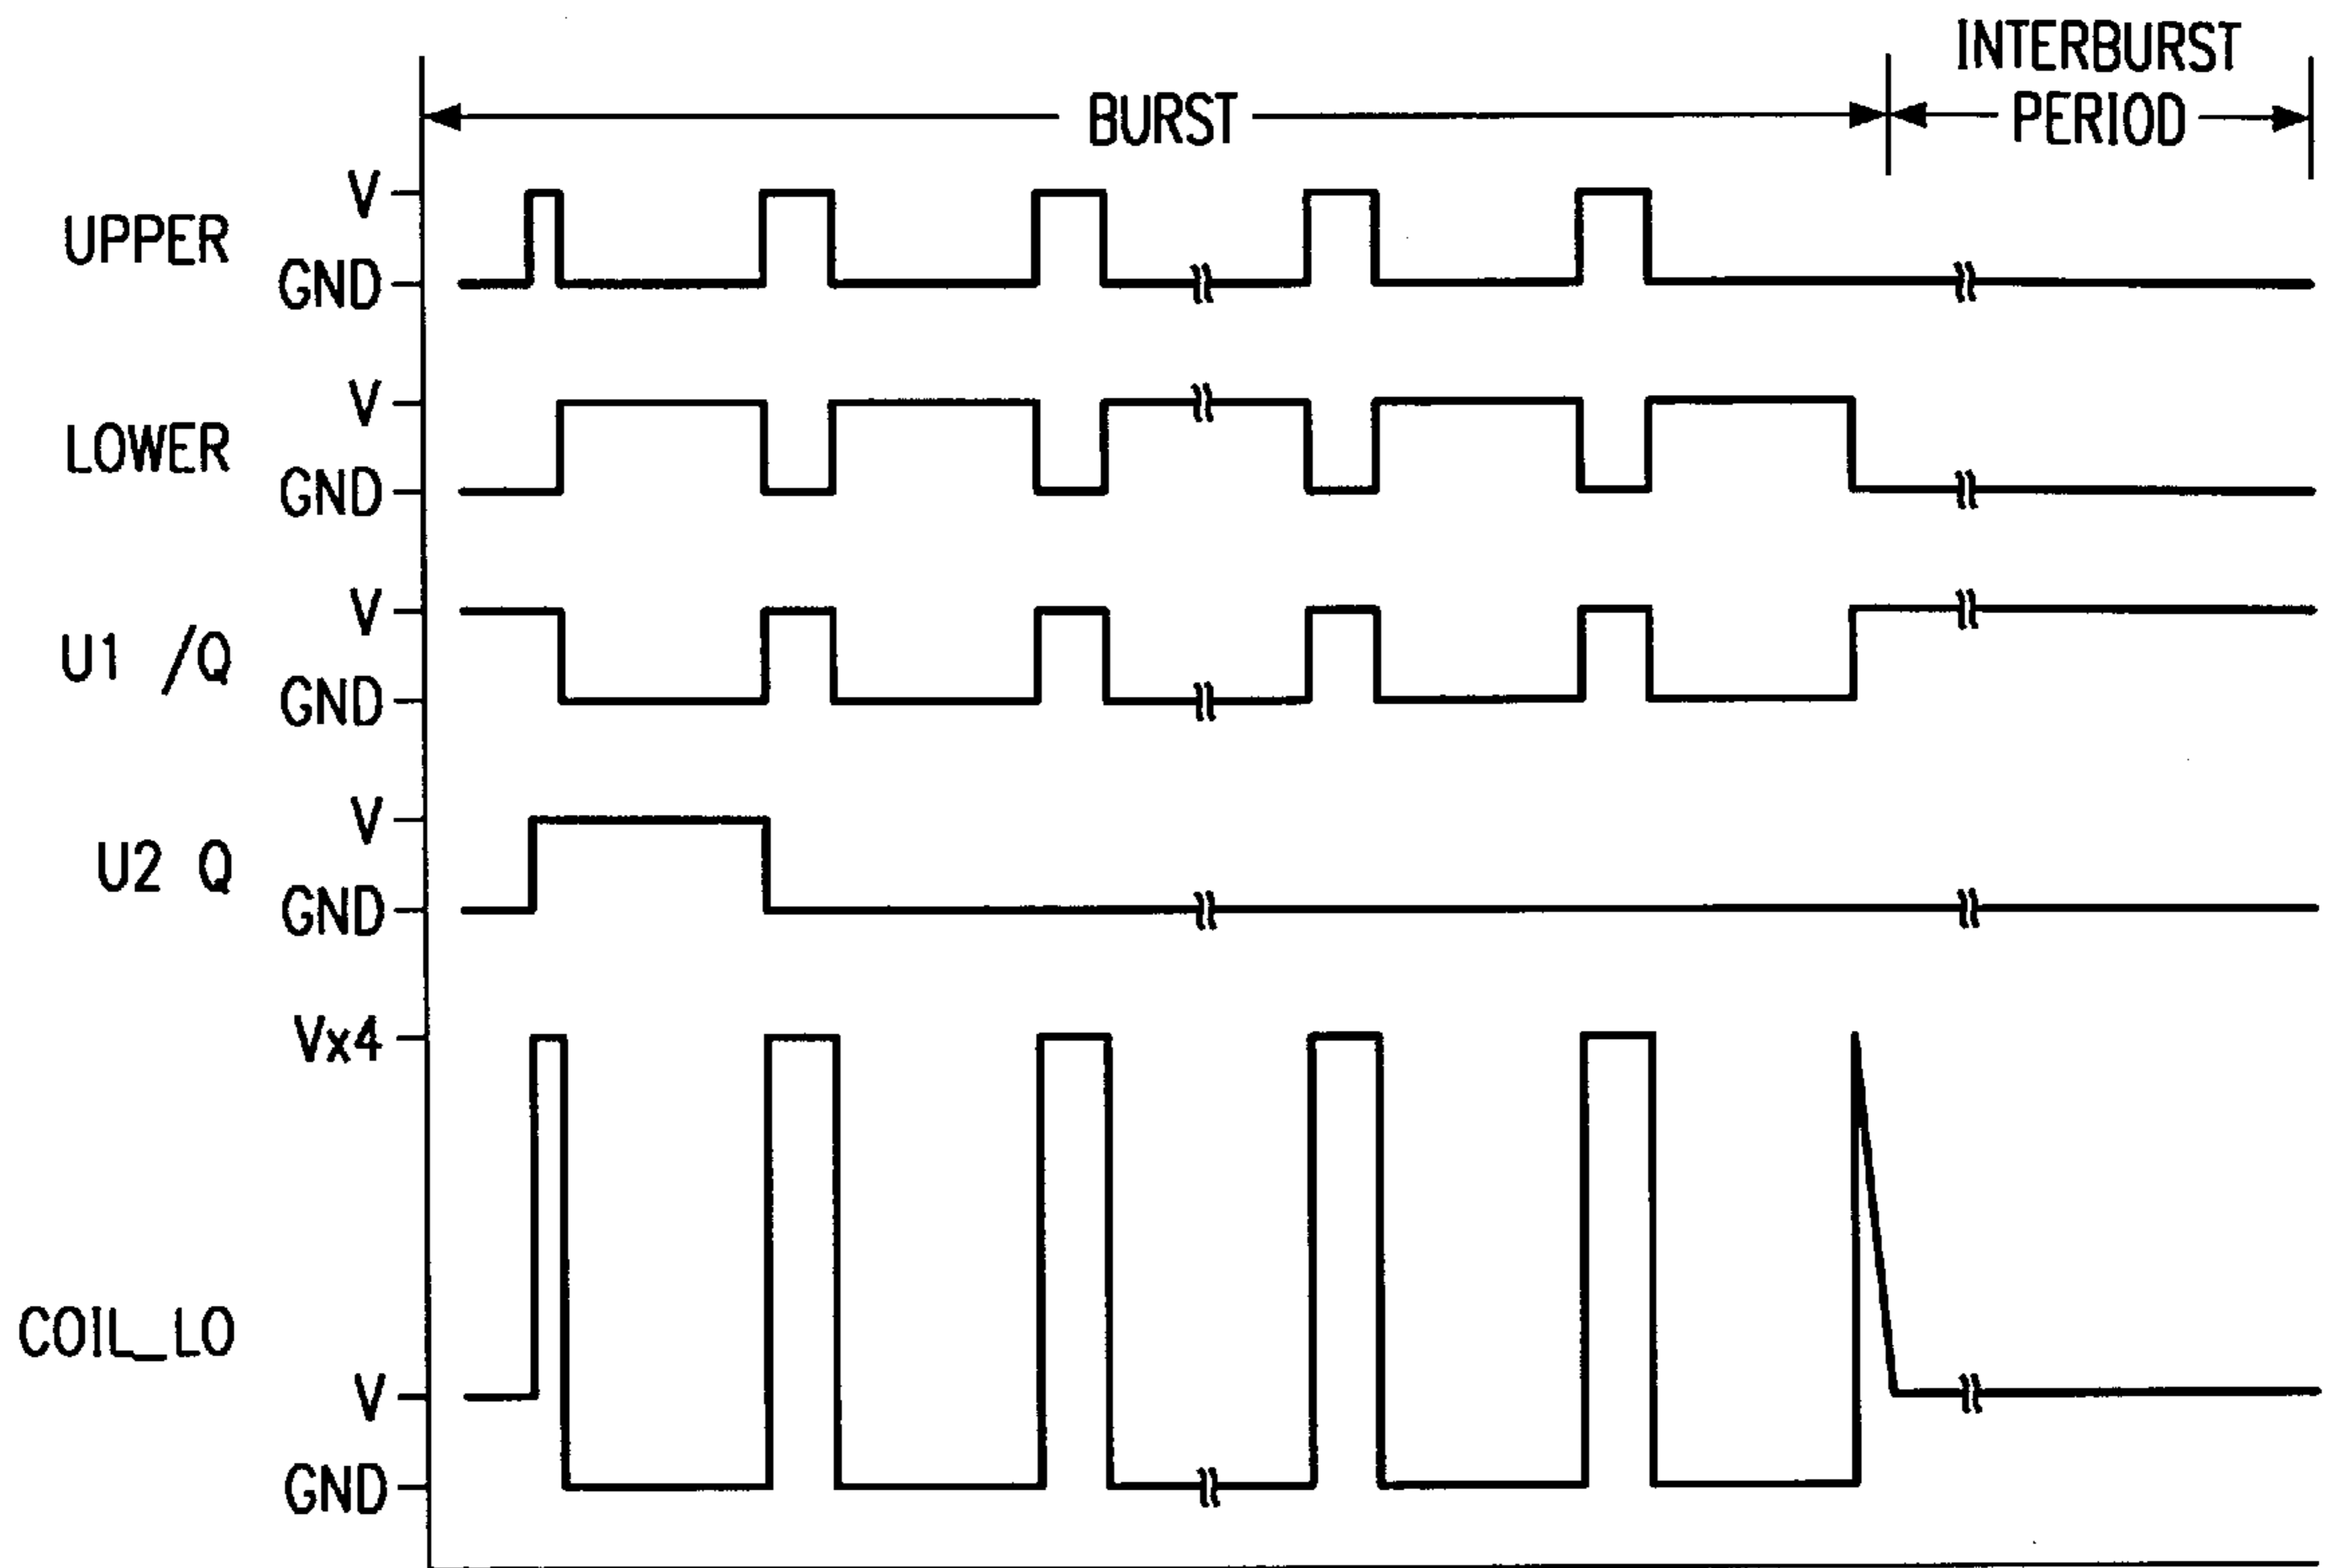 INTERBURST
BURST
PERIOD
V
UPPER
GND
V
LOWER
GND
V
U1 /Q
GND
V
U2 Q
GND
Vx4
COIL_LO
V
GND